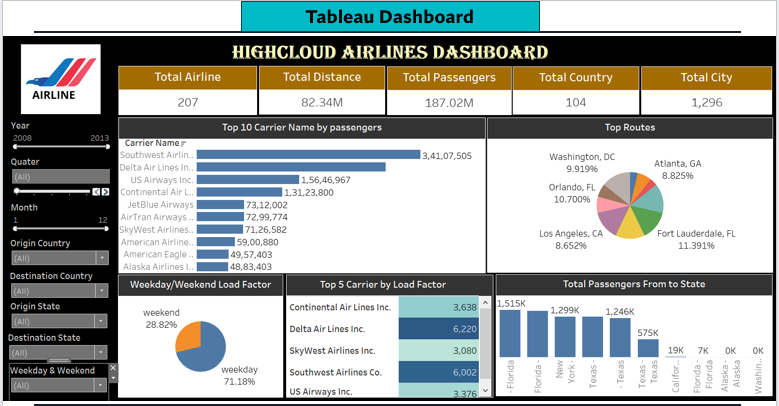 Tableau Dashboard
HIGHCLOUD AIRLINES DASHBOARD
AIRLINE
Total Airline
207
Total Distance
82.34M
Total Passengers
187.02M
Total Country
104
Total City
1,296
Year
2008 2013
Quater
(All)
Month
1 12
Origin Country
(All)
Destination Country
(All)
Origin State
(All)
Destination State
(All)
Weekday & Weekend
(All)
Top 10 Carrier Name by passengers
Carrier Name
Southwest Airlin.. 3,41,07,505
Delta Air Lines In..
US Airways Inc. 1,56,46,967
Continental Air L.. 1,31,23,800
JetBlue Airways 73,12,002
AirTran Airways .. 72,99,774
SkyWest Airlines.. 71,26,582
American Airline.. 59,00,880
American Eagle .. 49,57,403
Alaska Airlines I.. 48,83,403
Top Routes
Washington, DC
9.919%
Atlanta, GA
8.825%
Orlando, FL
10.700%
Los Angeles, CA
8.652%
Fort Lauderdale, FL
11.391%
Weekday/Weekend Load Factor
weekend
28.82%
weekday
71.18%
Top 5 Carrier by Load Factor
Continental Air Lines Inc. 3,638
Delta Air Lines Inc. 6,220
SkyWest Airlines Inc. 3,080
Southwest Airlines Co. 6,002
US Airways Inc. 3,376
Total Passengers From to State
1,515K
1,299K
1,246K
575K
19K
7K
0K
0K
- Florida
Florida -
New
York -
Texas -
- Texas
Texas -
Texas
Califor..
Florida -
Florida
Alaska -
Alaska
Washin..